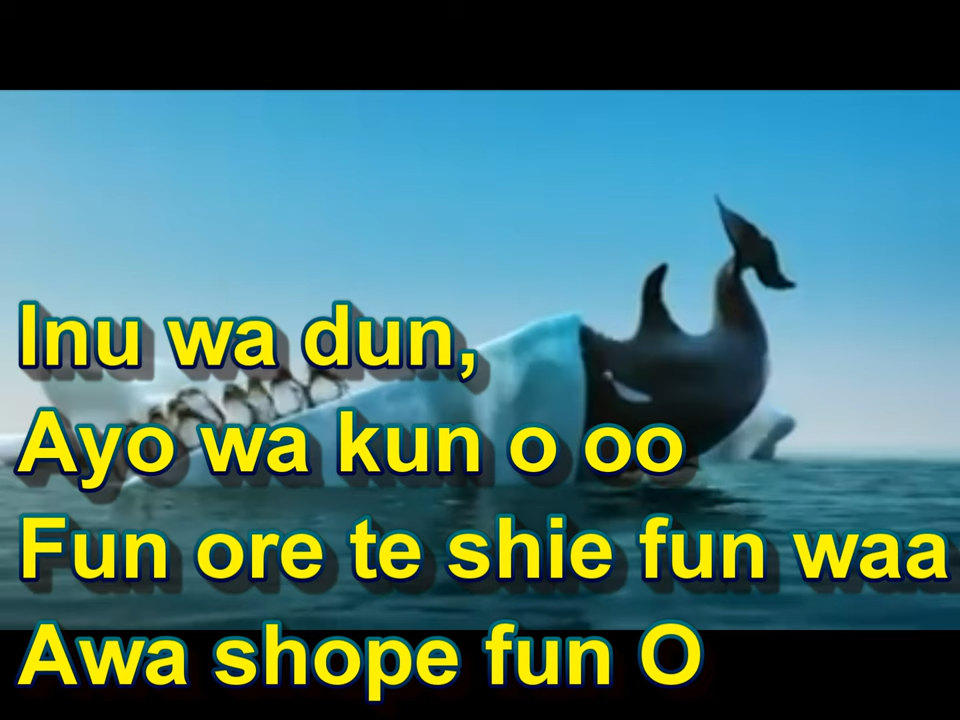 Inu wa dun,
Ayo wa kun o oo
Fun ore te shie fun waa
Awa shope fun O